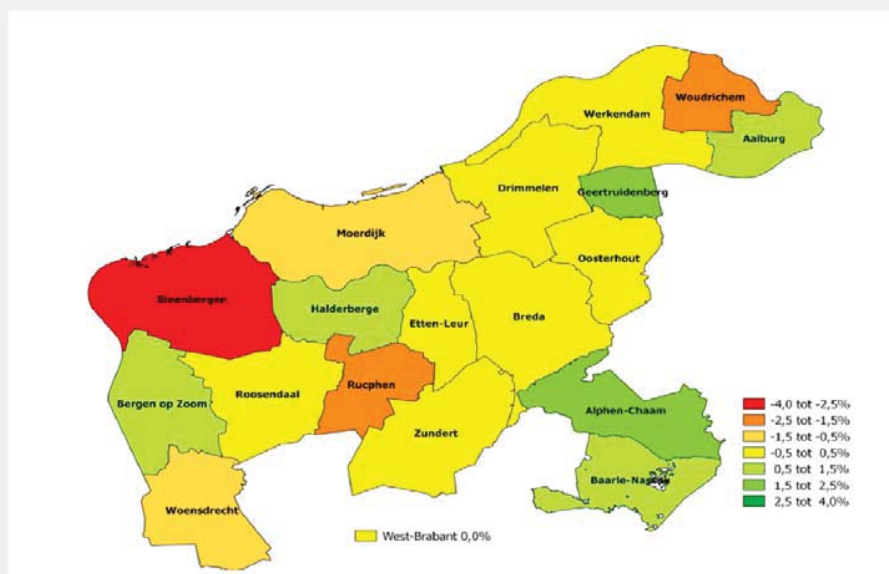 Woudrichem
Werkendam
Aalburg
Drimmelen
Geertruidenberg
Moerdijk
Oosterhout
Steenbergen
Halderberge
Etten-Leur
Breda
Rucphen
Roosendaal
Bergen op Zoom
Alphen-Chaam
Zundert
Baarle-Nassau
Woensdrecht
-4,0 tot -2,5%
-2,5 tot -1,5%
-1,5 tot -0,5%
-0,5 tot 0,5%
0,5 tot 1,5%
1,5 tot 2,5%
2,5 tot 4,0%
West-Brabant 0,0%